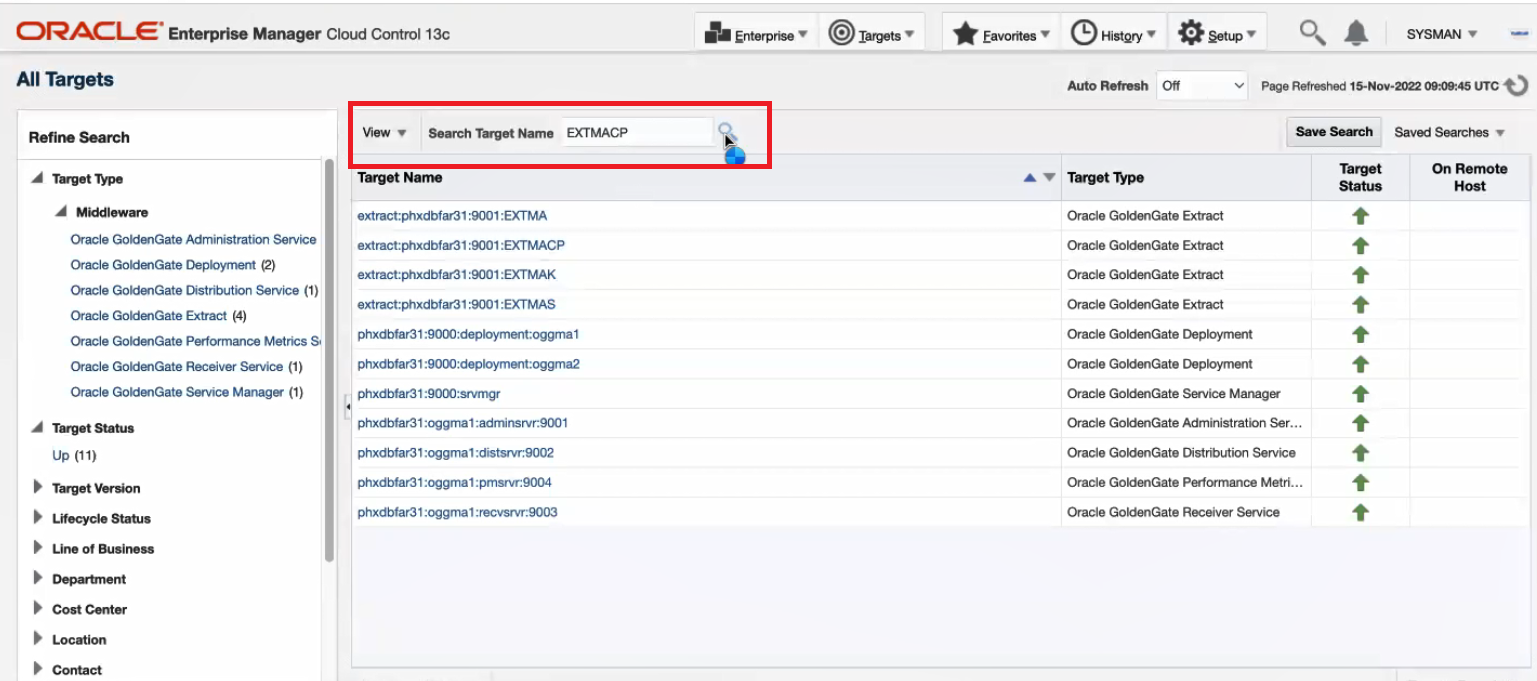 ORACLE Enterprise Manager Cloud Control 13c
Enterprise
Targets
Favorites
History
Setup
SYSMAN
All Targets
Auto Refresh Off Page Refreshed 15-Nov-2022 09:09:45 UTC
Refine Search
Target Type
Middleware
Oracle GoldenGate Administration Service
Oracle GoldenGate Deployment (2)
Oracle GoldenGate Distribution Service (1)
Oracle GoldenGate Extract (4)
Oracle GoldenGate Performance Metrics S
Oracle GoldenGate Receiver Service (1)
Oracle GoldenGate Service Manager (1)
Target Status
Up (11)
Target Version
Lifecycle Status
Line of Business
Department
Cost Center
Location
Contact
View Search Target Name EXTMACP
Save Search Saved Searches
Target Name Target Type Target Status On Remote Host
extract:phxdbfar31:9001:EXTMA Oracle GoldenGate Extract
extract:phxdbfar31:9001:EXTMACP Oracle GoldenGate Extract
extract:phxdbfar31:9001:EXTMAK Oracle GoldenGate Extract
extract:phxdbfar31:9001:EXTMAS Oracle GoldenGate Extract
phxdbfar31:9000:deployment:oggma1 Oracle GoldenGate Deployment
phxdbfar31:9000:deployment:oggma2 Oracle GoldenGate Deployment
phxdbfar31:9000:srvmgr Oracle GoldenGate Service Manager
phxdbfar31:oggma1:adminsrvr:9001 Oracle GoldenGate Administration Ser...
phxdbfar31:oggma1:distsrvr:9002 Oracle GoldenGate Distribution Service
phxdbfar31:oggma1:pmsrvr:9004 Oracle GoldenGate Performance Metri...
phxdbfar31:oggma1:recvsrvr:9003 Oracle GoldenGate Receiver Service